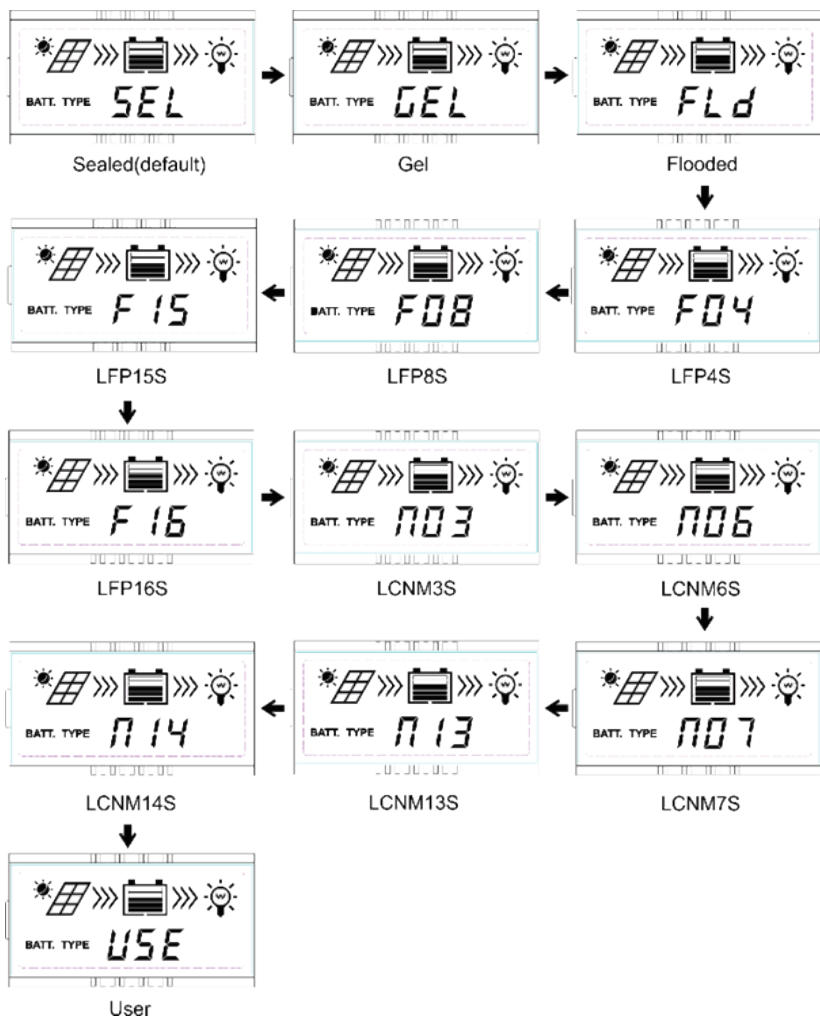 BATT. TYPE SEL
BATT. TYPE GEL
BATT. TYPE FLd
Sealed(default)
Gel
Flooded
BATT. TYPE F15
BATT. TYPE F08
BATT. TYPE F04
LFP15S
LFP8S
LFP4S
BATT. TYPE F16
BATT. TYPE N03
BATT. TYPE N06
LFP16S
LCNM3S
LCNM6S
BATT. TYPE N14
BATT. TYPE N13
BATT. TYPE N07
LCNM14S
LCNM13S
LCNM7S
BATT. TYPE USE
User